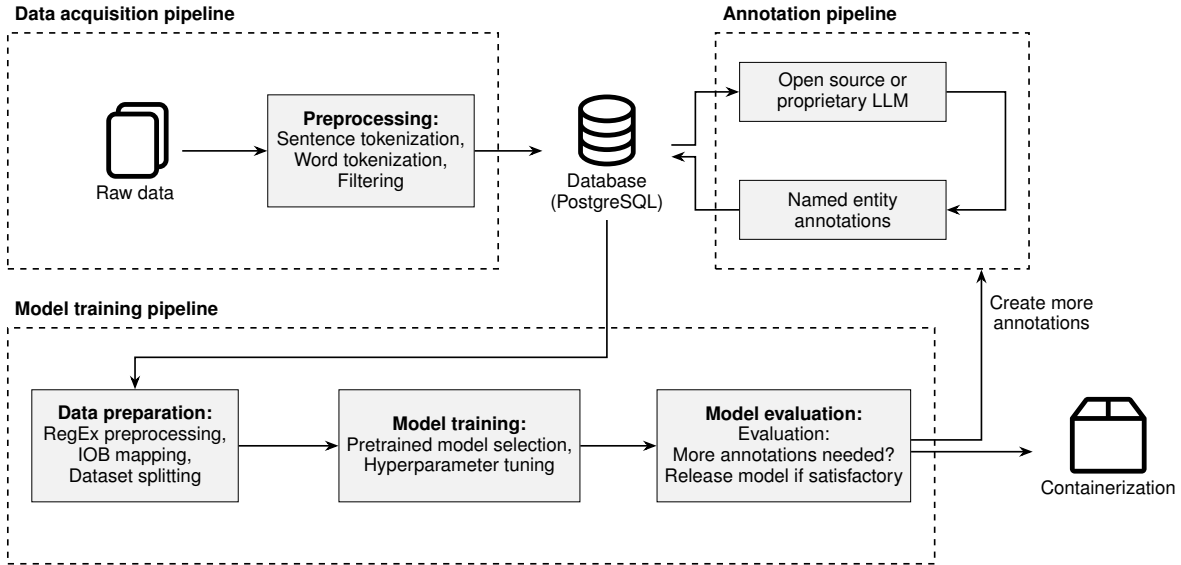 Data acquisition pipeline
Raw data
Preprocessing:
Sentence tokenization,
Word tokenization,
Filtering
Database
(PostgreSQL)
Annotation pipeline
Open source or
proprietary LLM
Named entity
annotations
Create more
annotations
Model training pipeline
Data preparation:
RegEx preprocessing,
IOB mapping,
Dataset splitting
Model training:
Pretrained model selection,
Hyperparameter tuning
Model evaluation:
Evaluation:
More annotations needed?
Release model if satisfactory
Containerization